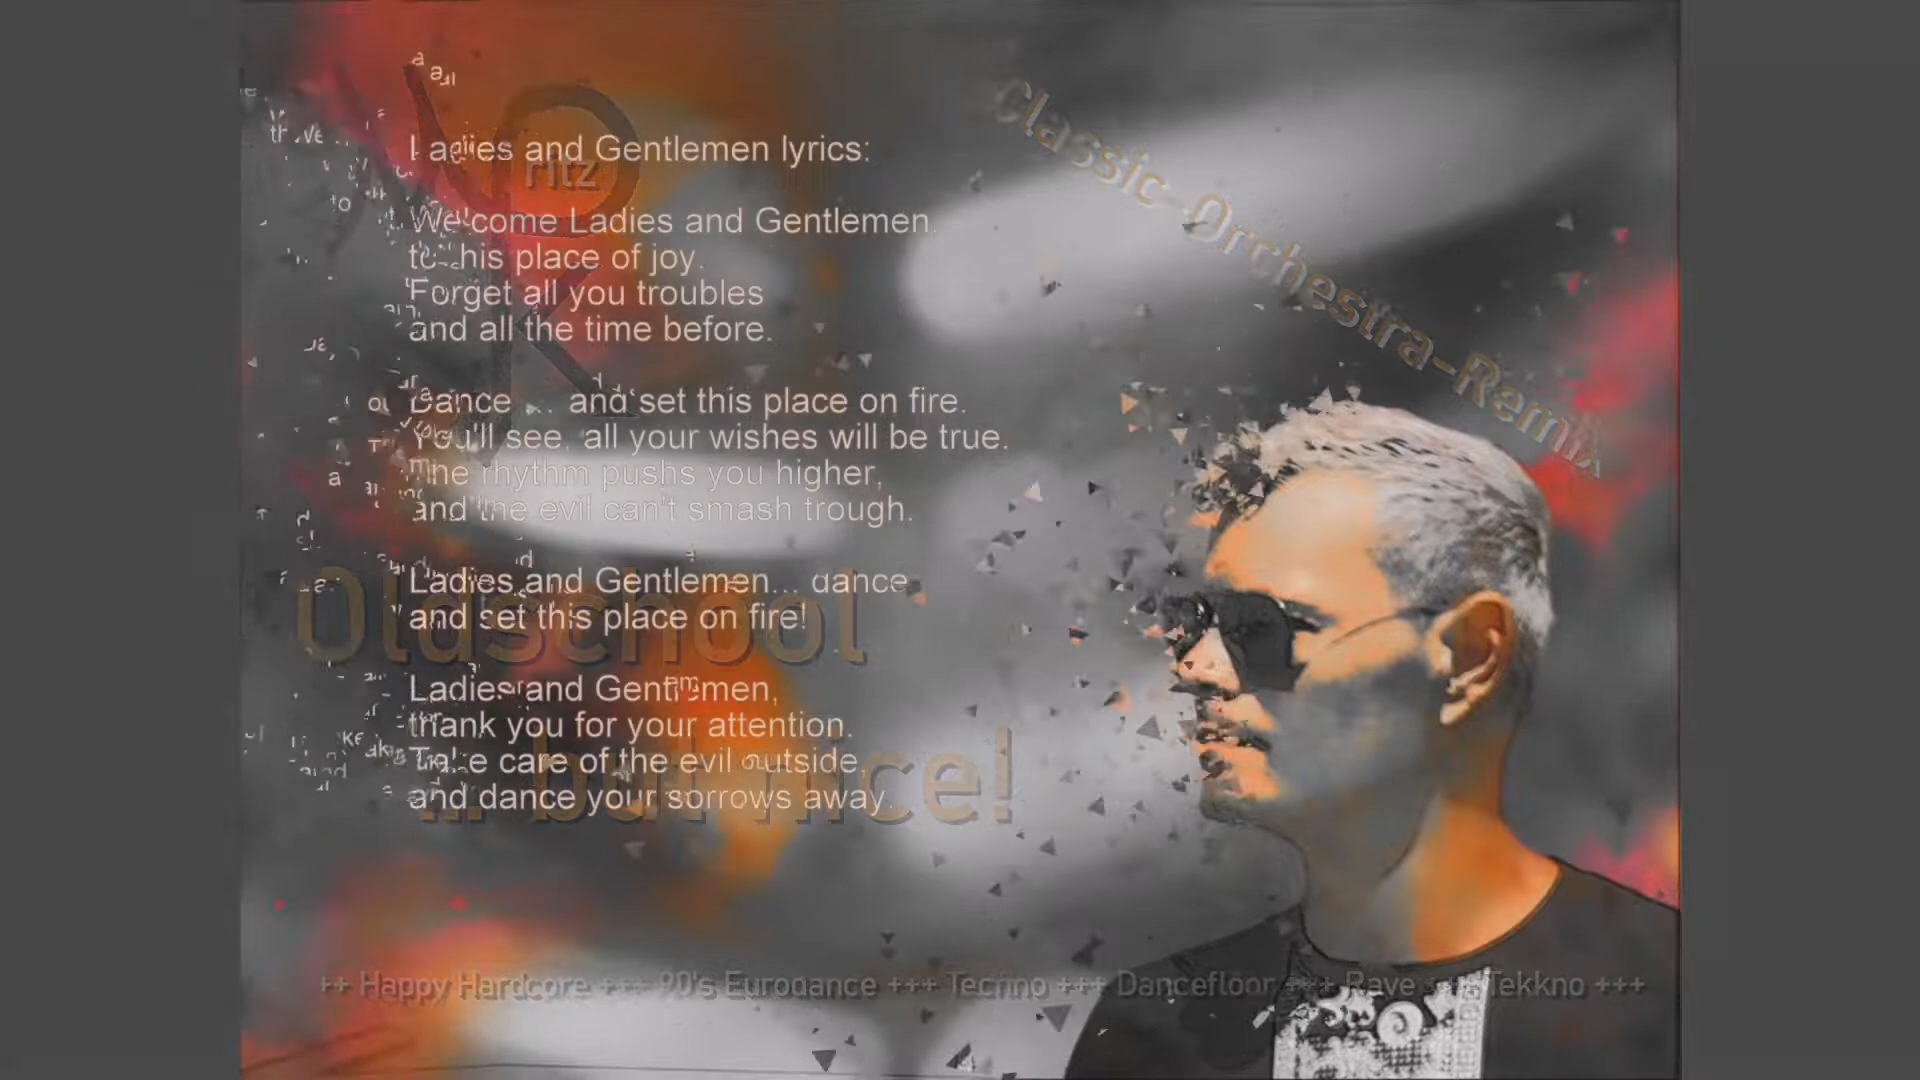 ritz
Classic-Orchestra-Remix
Ladies and Gentlemen lyrics:
Welcome Ladies and Gentlemen.
to this place of joy.
Forget all you troubles
and all the time before.
Dance ... and set this place on fire.
You'll see, all your wishes will be true.
The rhythm pushs you higher,
and the evil can't smash trough.
Ladies and Gentlemen... dance
and set this place on fire!
Oldschool
Ladies and Gentlemen,
thank you for your attention.
Take care of the evil outside,
and dance your sorrows away.
... but nice!
++ Happy Hardcore +++ 90's Eurodance +++ Techno +++ Dancefloor +++ Rave +++ Tekkno +++